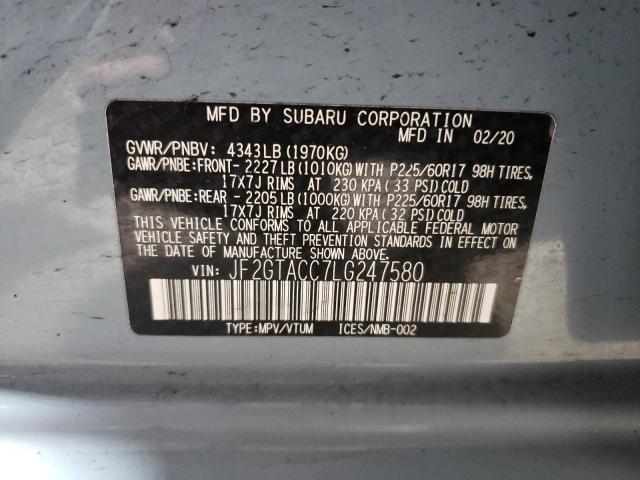 MFD BY SUBARU CORPORATION
MFD IN 02/20
GVWR/PNBV: 4343LB (1970KG)
GAWR/PNBE:FRONT- 2227LB (1010KG) WITH P225/60R17 98H TIRES,
17X7J RIMS AT 230 KPA (33 PSI) COLD
GAWR/PNBE:REAR - 2205LB (1000KG) WITH P225/60R17 98H TIRES,
17X7J RIMS AT 220 KPA (32 PSI) COLD
THIS VEHICLE CONFORMS TO ALL APPLICABLE FEDERAL MOTOR
VEHICLE SAFETY AND THEFT PREVENTION STANDARDS IN EFFECT ON
THE DATE OF MANUFACTURE SHOWN ABOVE.
VIN: JF2GTACC7LG247580
TYPE:MPV/VTUM ICES/NMB-002